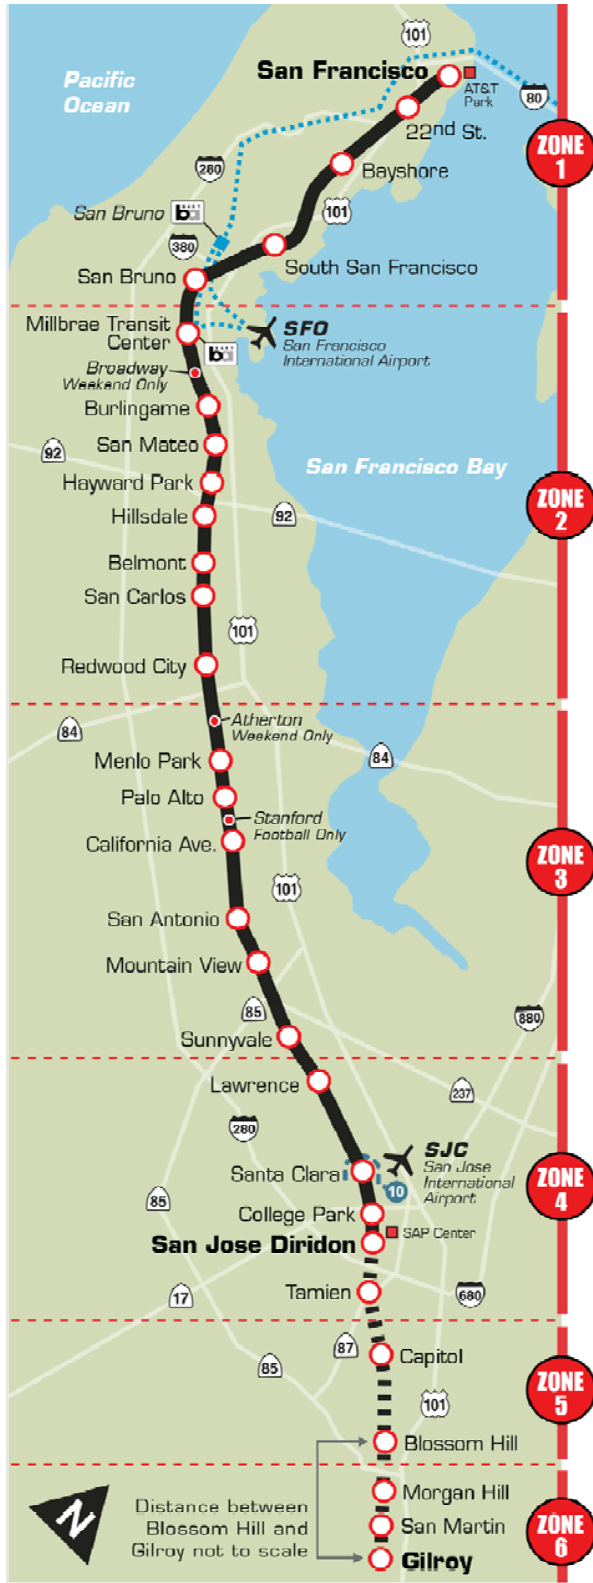 101
San Francisco
Pacific
Ocean
AT&T
Park
80
22nd St.
ZONE
1
Bayshore
280
101
San Bruno
ba
380
South San Francisco
San Bruno
Millbrae Transit
Center
SFO
San Francisco
International Airport
ba
Broadway
Weekend Only
Burlingame
San Mateo
92
San Francisco Bay
Hayward Park
ZONE
2
Hillsdale
92
Belmont
San Carlos
101
Redwood City
Atherton
Weekend Only
84
84
Menlo Park
Palo Alto
Stanford
Football Only
California Ave.
ZONE
3
101
San Antonio
Mountain View
85
880
Sunnyvale
Lawrence
237
280
SJC
San Jose
International
Airport
Santa Clara
10
ZONE
4
85
College Park
SAP Center
San Jose Diridon
Tamien
680
17
87
Capitol
85
ZONE
5
101
Blossom Hill
N
Distance between
Blossom Hill and
Gilroy not to scale
Morgan Hill
San Martin
ZONE
6
Gilroy